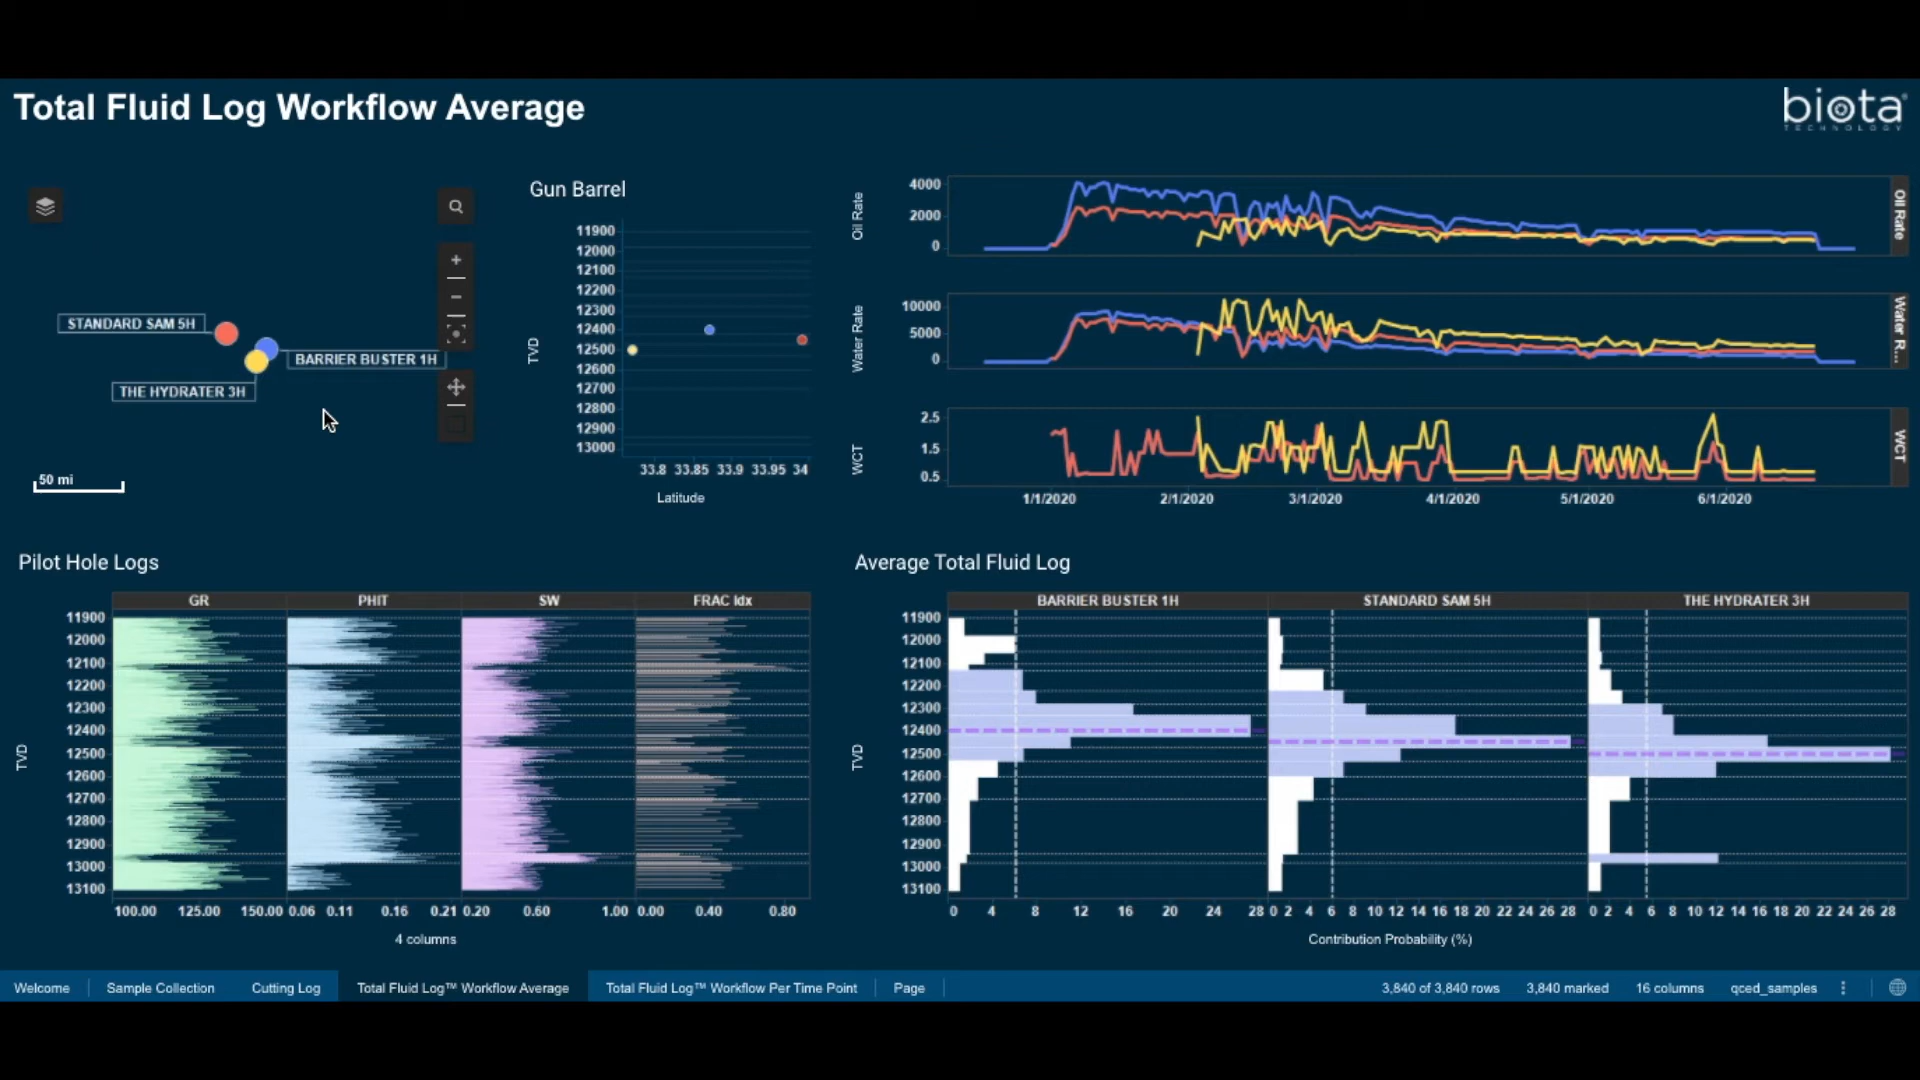 Total Fluid Log Workflow Average
biota
TECHNOLOGY
STANDARD SAM 5H
BARRIER BUSTER 1H
THE HYDRATER 3H
50 mi
Gun Barrel
TVD
11900
12000
12100
12200
12300
12400
12500
12600
12700
12800
12900
13000
33.8 33.85 33.9 33.95 34
Latitude
Oil Rate
4000
2000
0
Oil Rate
Water Rate
10000
5000
0
Water R...
WCT
2.5
1.5
0.5
WCT
1/1/2020 2/1/2020 3/1/2020 4/1/2020 5/1/2020 6/1/2020
Pilot Hole Logs
GR PHIT SW FRAC Idx
TVD
11900
12000
12100
12200
12300
12400
12500
12600
12700
12800
12900
13000
13100
100.00 125.00 150.00 0.06 0.11 0.16 0.21 0.20 0.60 1.00 0.00 0.40 0.80
4 columns
Average Total Fluid Log
BARRIER BUSTER 1H STANDARD SAM 5H THE HYDRATER 3H
TVD
11900
12000
12100
12200
12300
12400
12500
12600
12700
12800
12900
13000
13100
0 4 8 12 16 20 24 28 0 2 4 6 8 10 12 14 16 18 20 22 24 26 28 0 2 4 6 8 10 12 14 16 18 20 22 24 26 28
Contribution Probability (%)
Welcome Sample Collection Cutting Log Total Fluid Log™ Workflow Average Total Fluid Log™ Workflow Per Time Point Page 3,840 of 3,840 rows 3,840 marked 16 columns qced_samples